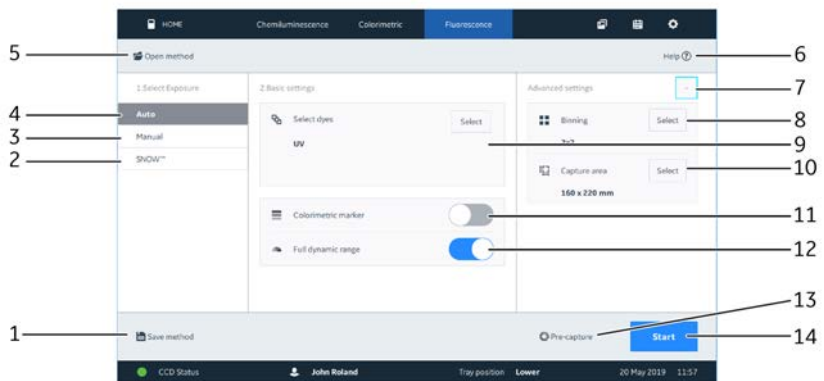 HOME Chemiluminescence Colorimetric Fluorescence
5 Open method Help ? 6
1.Select Exposure 2.Basic settings Advanced settings - 7
4 Auto Select dyes Select Binning Select 8
3 Manual UV 2x2 9
2 SNOW™ Capture area Select 10
160 x 220 mm
Colorimetric marker 11
Full dynamic range 12
13
1 Save method Pre-capture Start 14
CCD Status John Roland Tray position Lower 20 May 2019 11:57